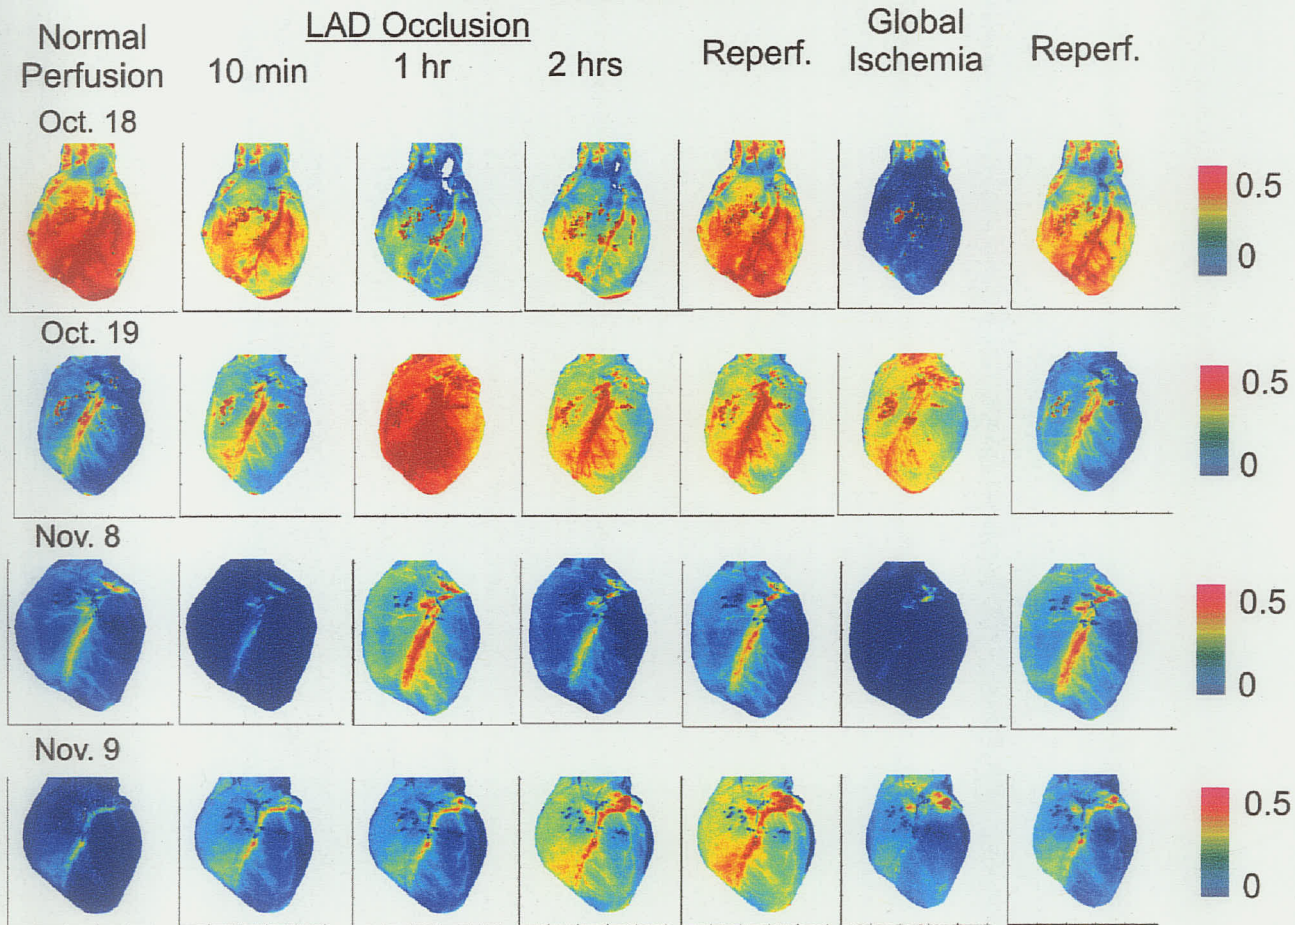 Normal
Perfusion
LAD Occlusion
10 min
1 hr
2 hrs
Reperf.
Global
Ischemia
Reperf.
Oct. 18
0.5
0
Oct. 19
0.5
0
Nov. 8
0.5
0
Nov. 9
0.5
0